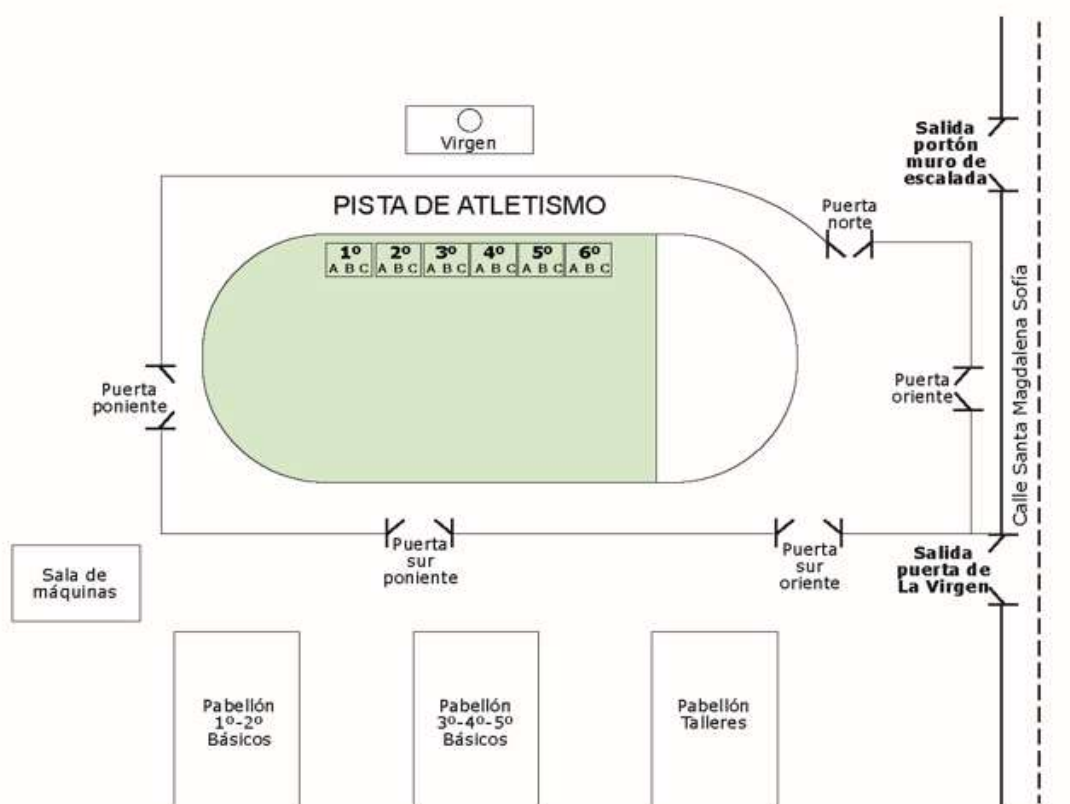 Virgen
Salida
portón
muro de
escalada
PISTA DE ATLETISMO
Puerta
norte
1º 2º 3º 4º 5º 6º
A B C A B C A B C A B C A B C A B C
Calle Santa Magdalena Sofía
Puerta
poniente
Puerta
oriente
Puerta
sur
poniente
Puerta
sur
oriente
Salida
puerta de
La Virgen
Sala de
máquinas
Pabellón
1º-2º
Básicos
Pabellón
3º-4º-5º
Básicos
Pabellón
Talleres